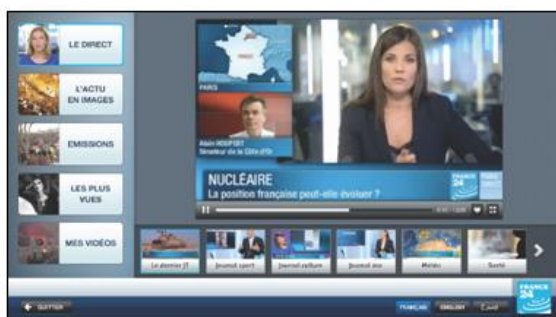 LE DIRECT
L'ACTU
EN IMAGES
EMISSIONS
LES PLUS
VUES
MES VIDÉOS
FRANCE
PARIS
Alain HOUPERT
Sénateur de la Côte d'Or
NUCLÉAIRE
La position française peut-elle évoluer ?
FRANCE
24
Le dernier JT
Journal sport
Journal culture
Journal éco
Météo
Santé
QUITTER
FRANÇAIS
ENGLISH
عربي
FRANCE
24